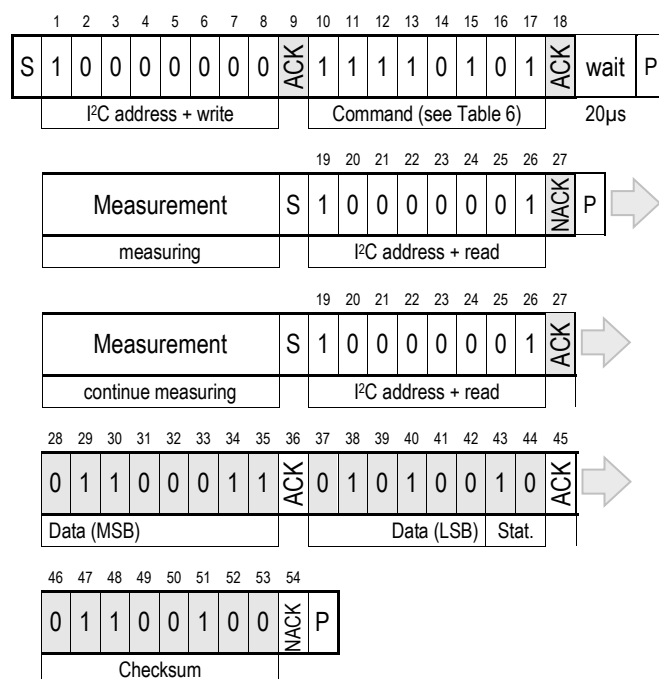 1 2 3 4 5 6 7 8 9 10 11 12 13 14 15 16 17 18
S 1 0 0 0 0 0 0 0 ACK 1 1 1 1 0 1 0 1 ACK wait P
I²C address + write Command (see Table 6) 20µs
19 20 21 22 23 24 25 26 27
Measurement S 1 0 0 0 0 0 0 1 NACK P
measuring I²C address + read
19 20 21 22 23 24 25 26 27
Measurement S 1 0 0 0 0 0 0 1 ACK
continue measuring I²C address + read
28 29 30 31 32 33 34 35 36 37 38 39 40 41 42 43 44 45
0 1 1 0 0 0 1 1 ACK 0 1 0 1 0 0 1 0 ACK
Data (MSB) Data (LSB) Stat.
46 47 48 49 50 51 52 53 54
0 1 1 0 0 1 0 0 NACK P
Checksum